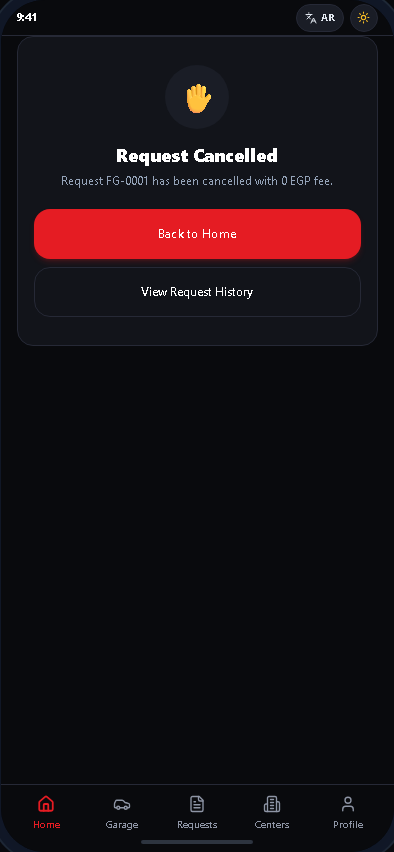 9:41
AR
Request Cancelled
Request FG-0001 has been cancelled with 0 EGP fee.
Back to Home
View Request History
Home
Garage
Requests
Centers
Profile